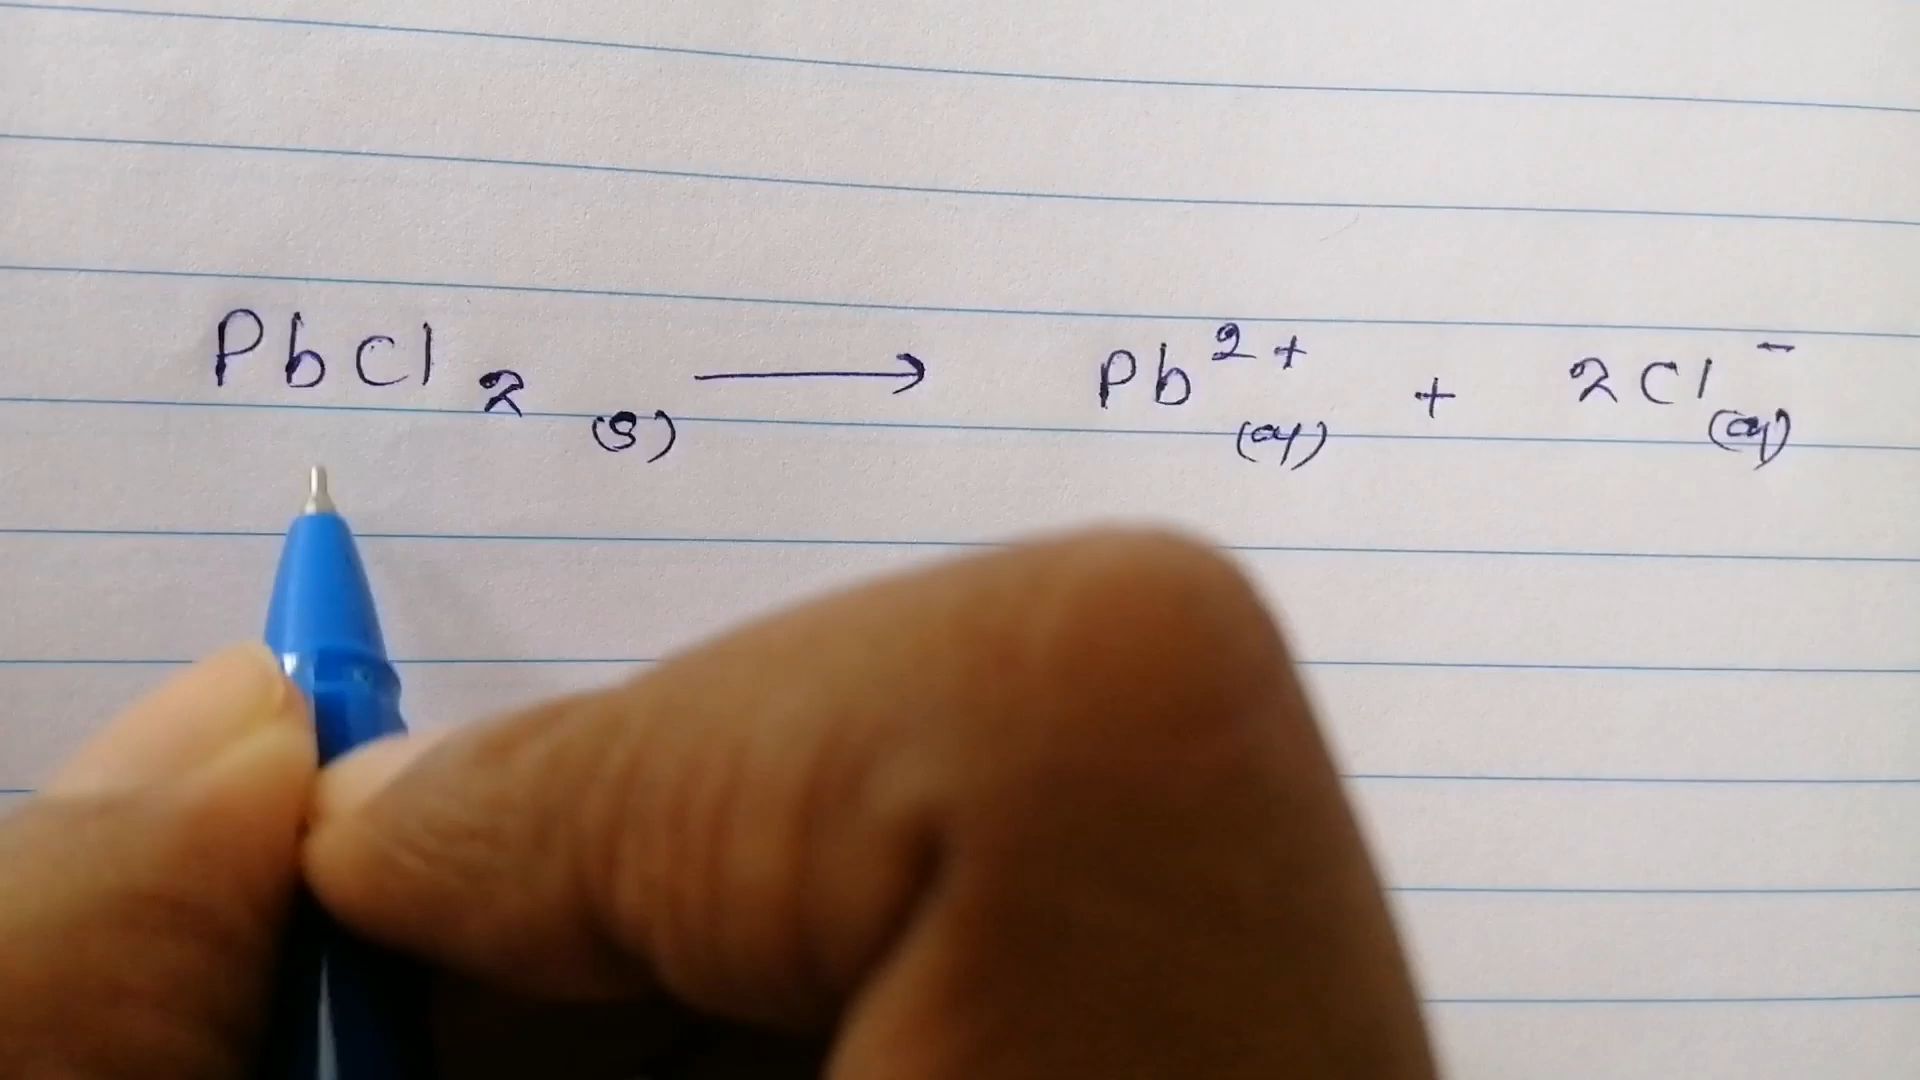 PbCl₂ (s) → Pb²⁺ (aq) + 2Cl⁻ (aq)